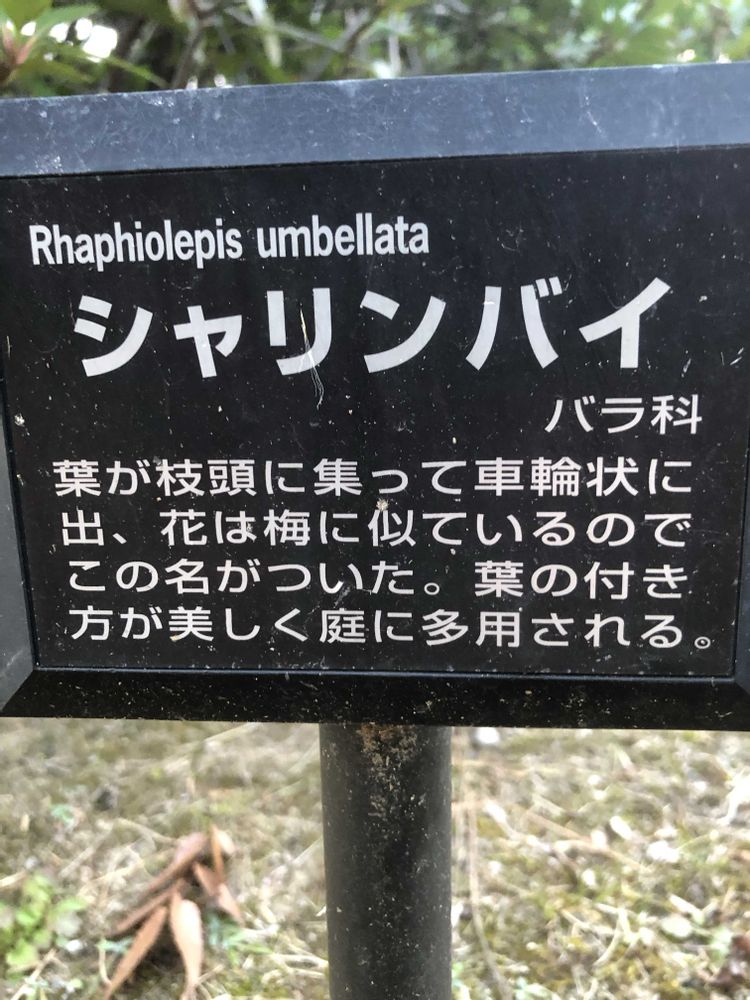 Rhaphiolepis umbellata
シャリンバイ
バラ科
葉が枝頭に集って車輪状に
出、花は梅に似ているので
この名がついた。葉の付き
方が美しく庭に多用される。